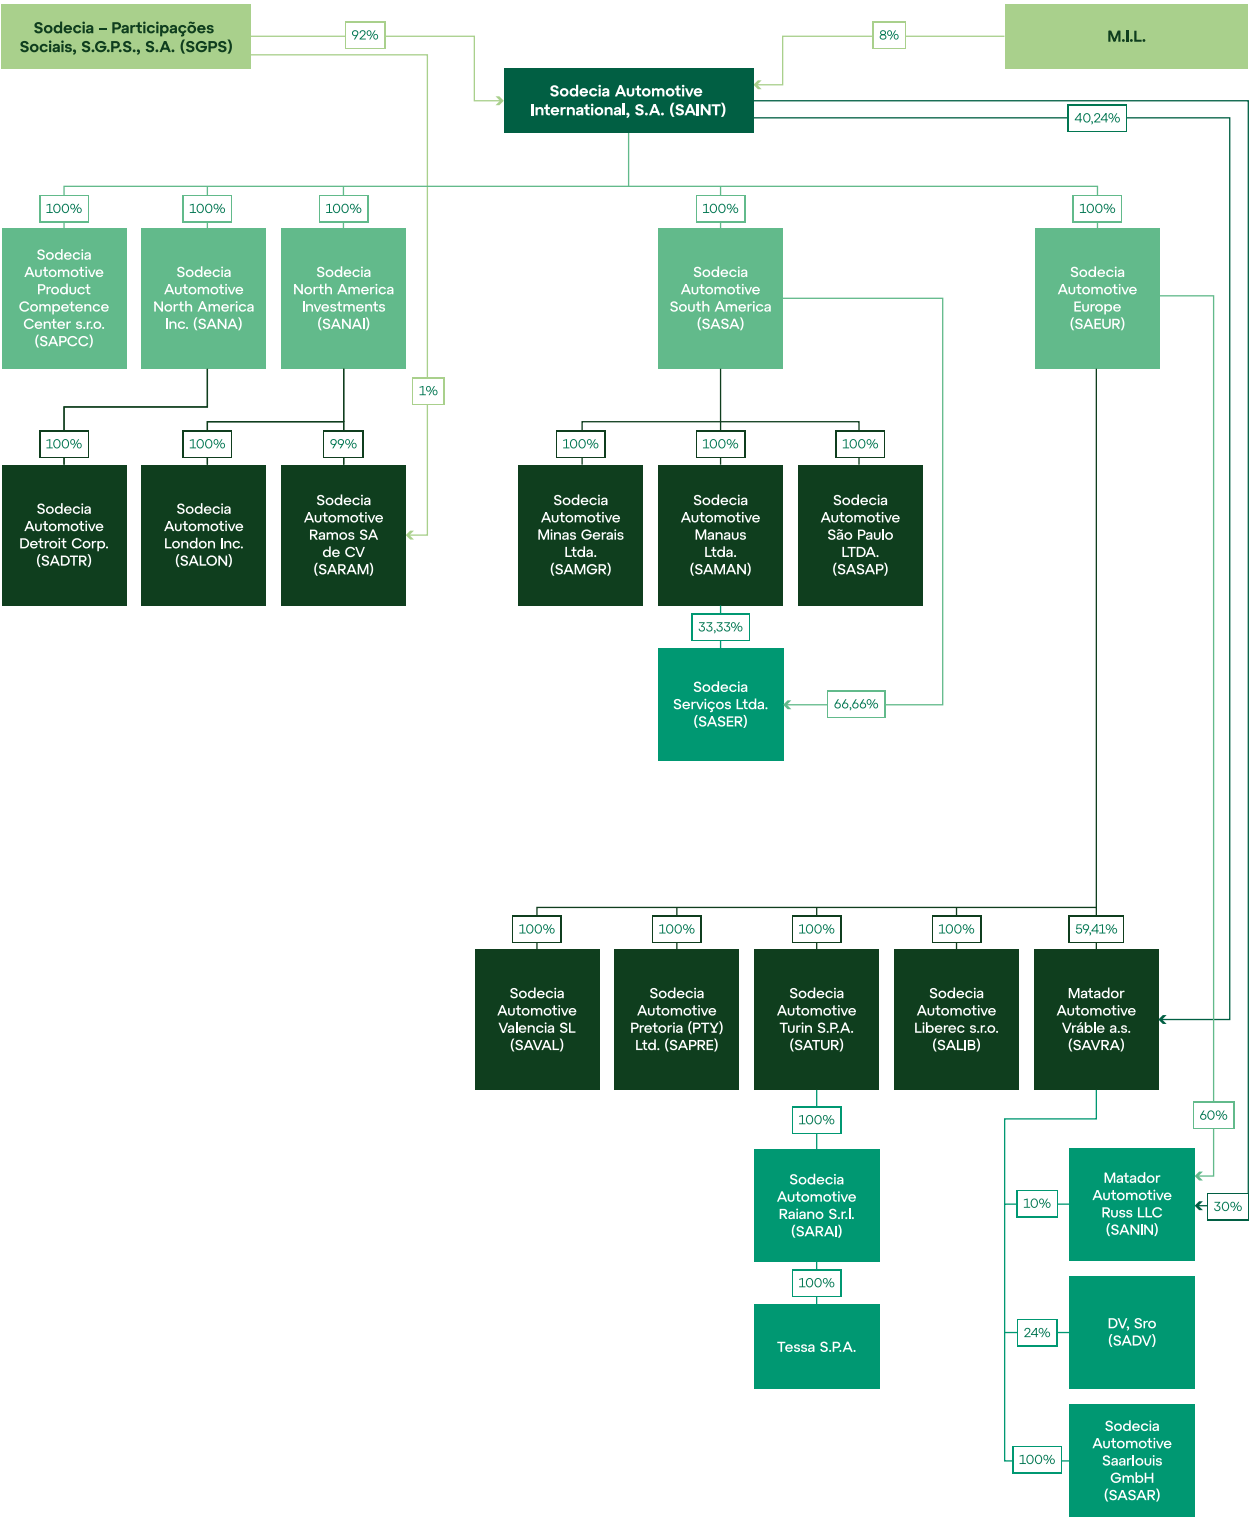 Sodecia – Participações
Sociais, S.G.P.S., S.A. (SGPS)
92%
8%
M.I.L.
Sodecia Automotive
International, S.A. (SAINT)
40,24%
100%
100%
100%
100%
100%
Sodecia
Automotive
Product
Competence
Center s.r.o.
(SAPCC)
Sodecia
Automotive
North America
Inc. (SANA)
Sodecia
North America
Investments
(SANAI)
Sodecia
Automotive
South America
(SASA)
Sodecia
Automotive
Europe
(SAEUR)
1%
100%
100%
99%
100%
100%
100%
Sodecia
Automotive
Detroit Corp.
(SADTR)
Sodecia
Automotive
London Inc.
(SALON)
Sodecia
Automotive
Ramos SA
de CV
(SARAM)
Sodecia
Automotive
Minas Gerais
Ltda.
(SAMGR)
Sodecia
Automotive
Manaus
Ltda.
(SAMAN)
Sodecia
Automotive
São Paulo
LTDA.
(SASAP)
33,33%
Sodecia
Serviços Ltda.
(SASER)
66,66%
100%
100%
100%
100%
59,41%
Sodecia
Automotive
Valencia SL
(SAVAL)
Sodecia
Automotive
Pretoria (PTY)
Ltd. (SAPRE)
Sodecia
Automotive
Turin S.P.A.
(SATUR)
Sodecia
Automotive
Liberec s.r.o.
(SALIB)
Matador
Automotive
Vráble a.s.
(SAVRA)
100%
60%
Sodecia
Automotive
Raiano S.r.l.
(SARAI)
10%
Matador
Automotive
Russ LLC
(SANIN)
30%
100%
Tessa S.P.A.
24%
DV, Sro
(SADV)
100%
Sodecia
Automotive
Saarlouis
GmbH
(SASAR)